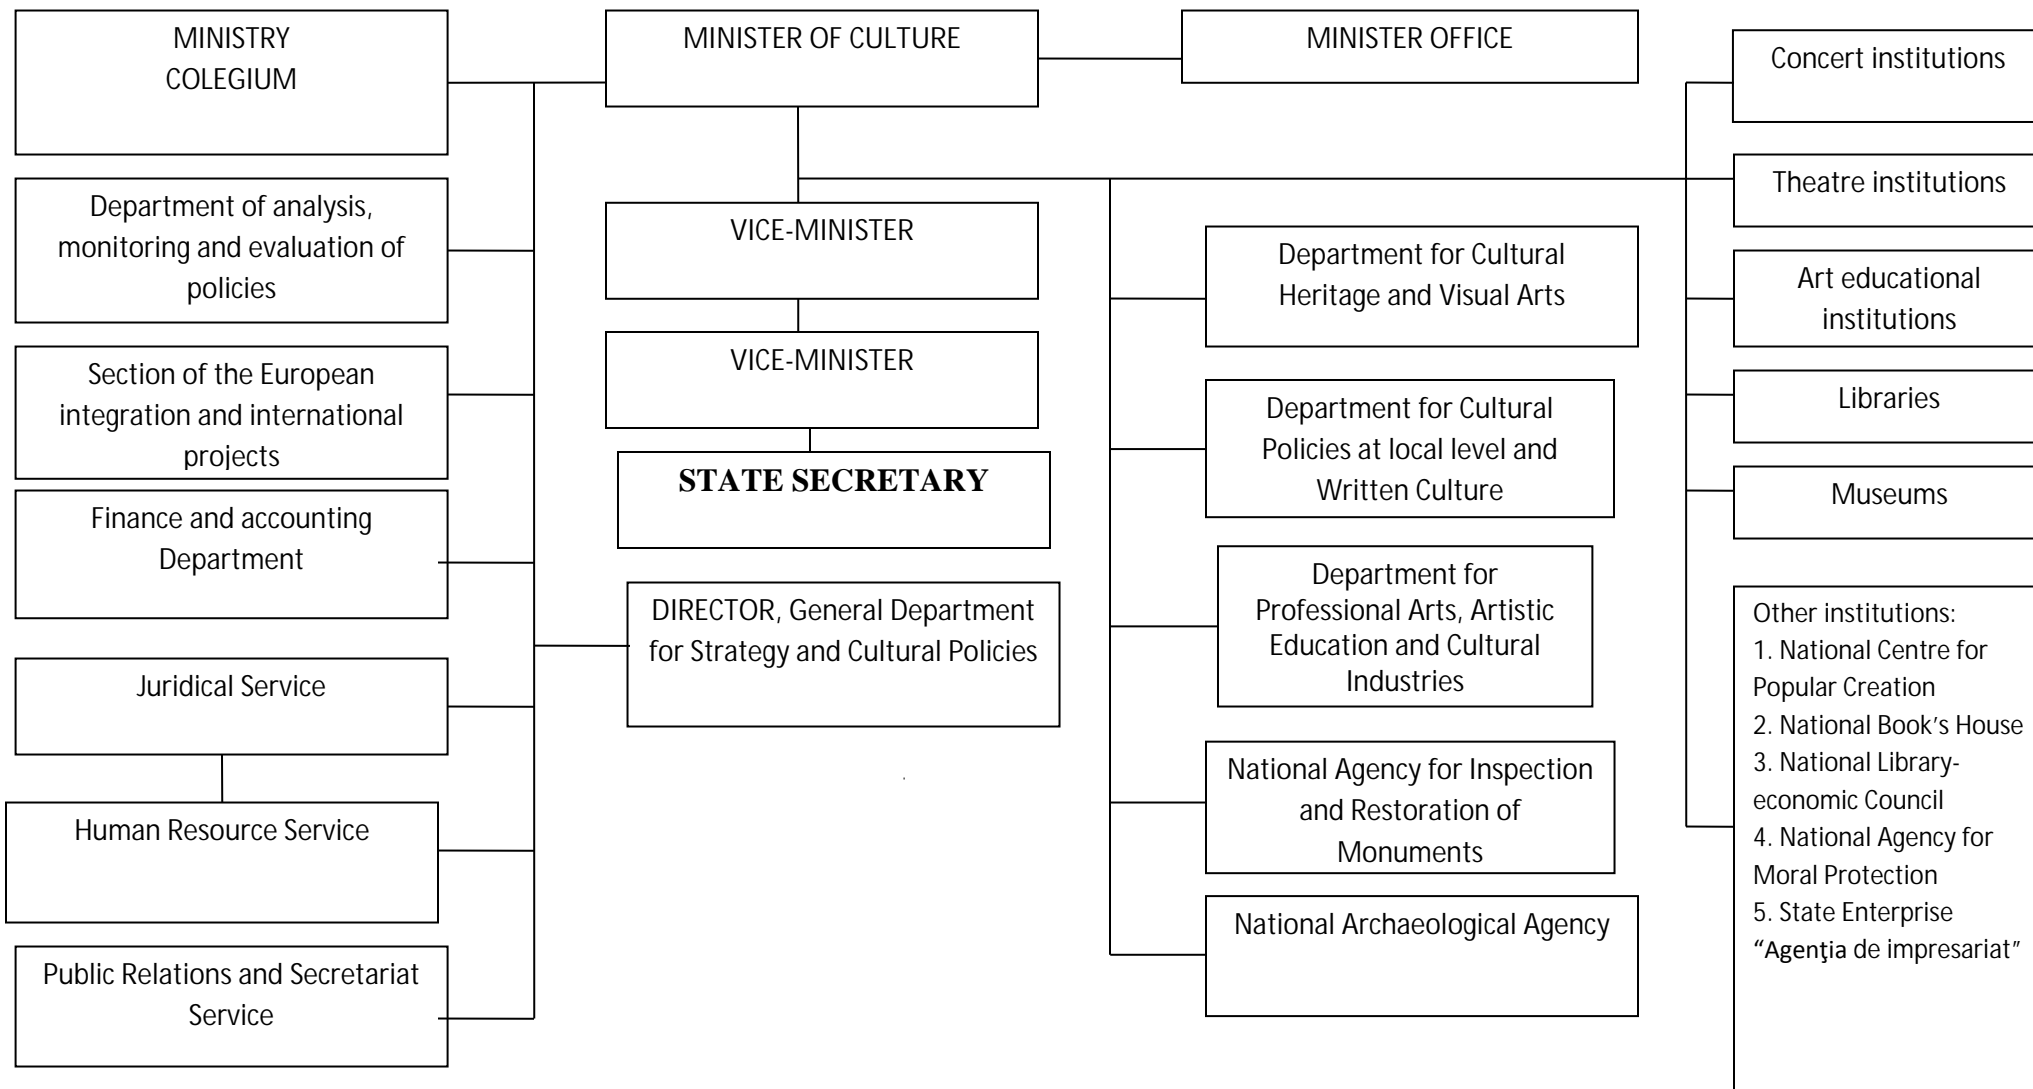 MINISTRY
COLEGIUM
MINISTER OF CULTURE
MINISTER OFFICE
Concert institutions
Department of analysis,
monitoring and evaluation of
policies
VICE-MINISTER
Department for Cultural
Heritage and Visual Arts
Theatre institutions
Art educational
institutions
Section of the European
integration and international
projects
VICE-MINISTER
Department for Cultural
Policies at local level and
Written Culture
Libraries
STATE SECRETARY
Museums
Finance and accounting
Department
DIRECTOR, General Department
for Strategy and Cultural Policies
Department for
Professional Arts, Artistic
Education and Cultural
Industries
Other institutions:
1. National Centre for
Popular Creation
2. National Book’s House
3. National Library-
economic Council
4. National Agency for
Moral Protection
5. State Enterprise
“Agenţia de impresariat”
Juridical Service
Human Resource Service
National Agency for Inspection
and Restoration of
Monuments
National Archaeological Agency
Public Relations and Secretariat
Service